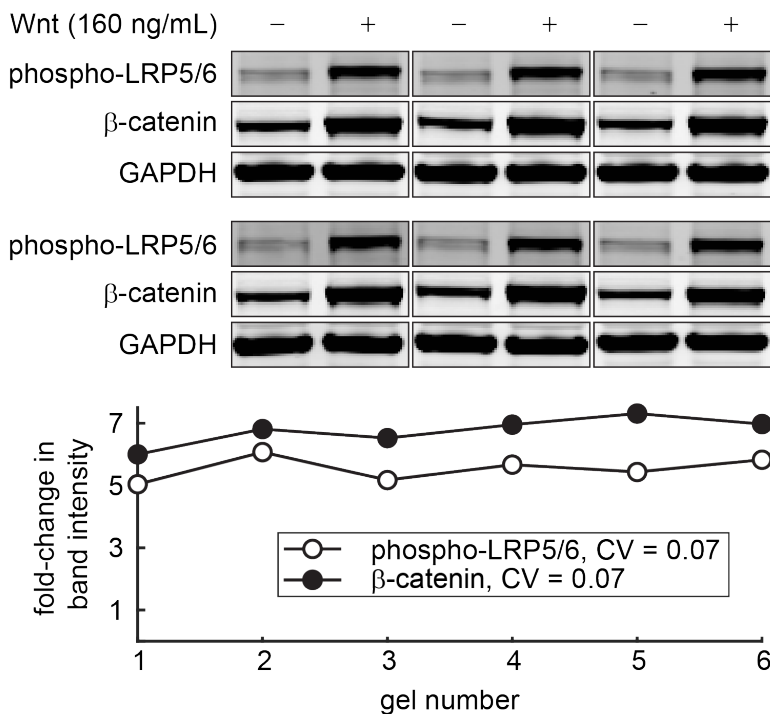 Wnt (160 ng/mL) − + − + − +
phospho-LRP5/6
β-catenin
GAPDH
phospho-LRP5/6
β-catenin
GAPDH
fold-change in
band intensity
7
5
3
1
phospho-LRP5/6, CV = 0.07
β-catenin, CV = 0.07
1 2 3 4 5 6
gel number